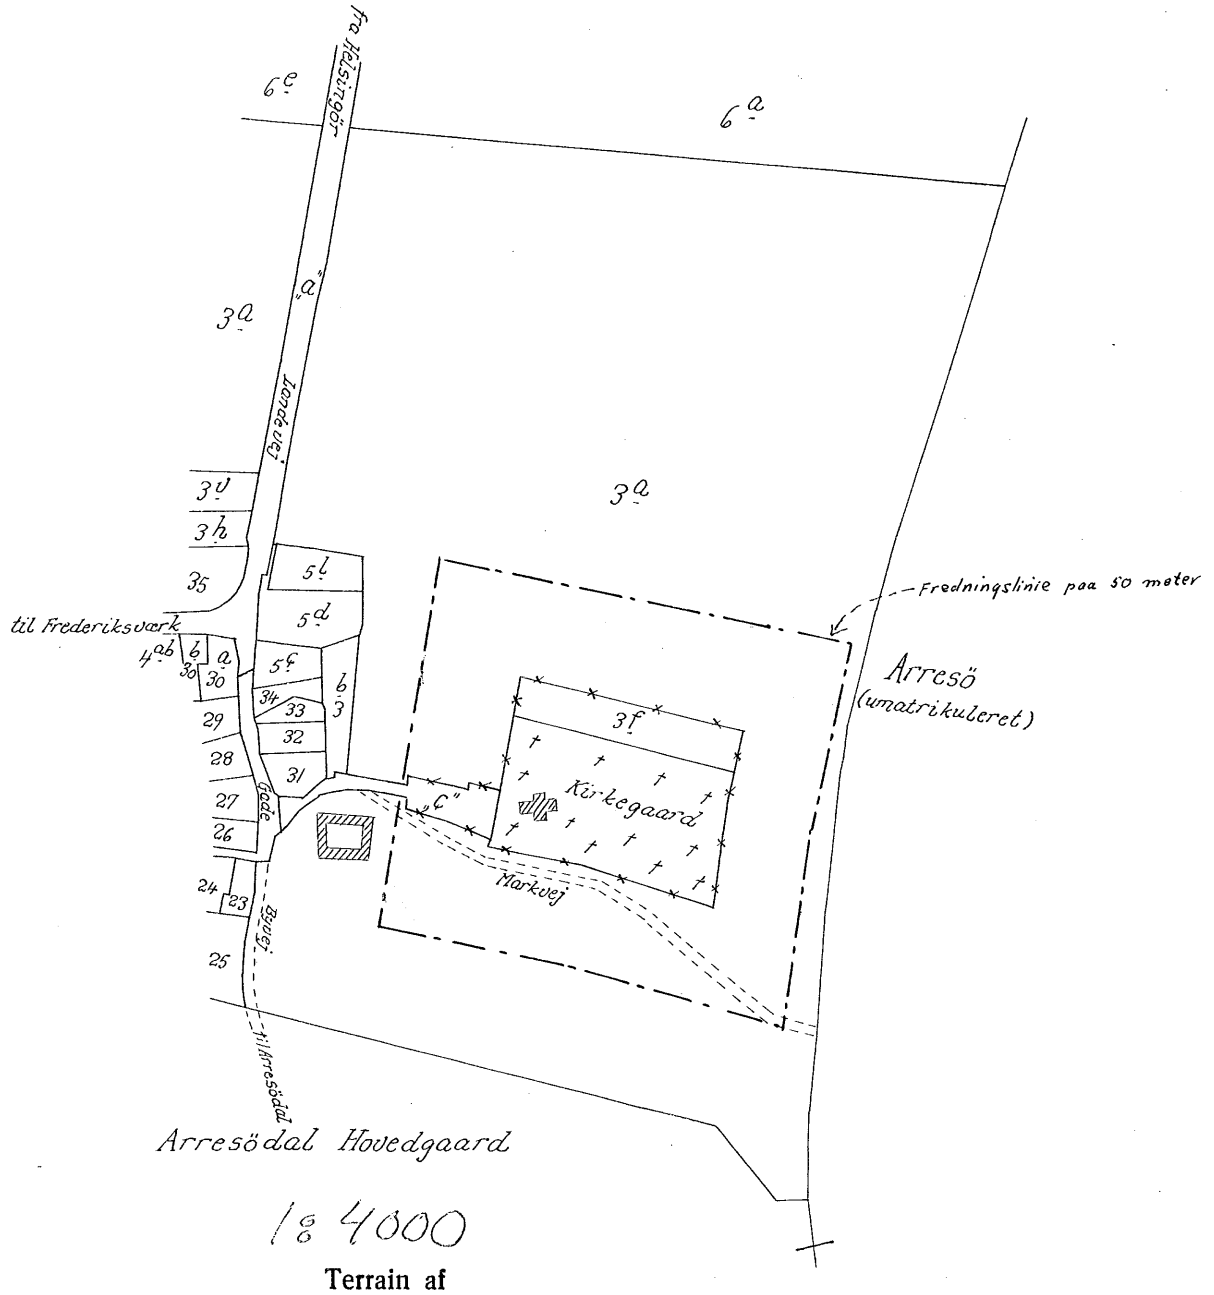 fra Helsingör
6e
6a
"a"
3a
Landevej
3a
3v
3h
35
5l
5d
Fredningslinie paa 50 meter
til Frederiksværk
4ab
b
30
a
30
5c
b
3
34
33
32
31
Arresö
(umatrikuleret)
3f
29
28
27
26
Gade
"c"
Kirkegaard
Markvej
24
23
25
Byvej
til Arresödal
Arresödal Hovedgaard
1:4000
Terrain af